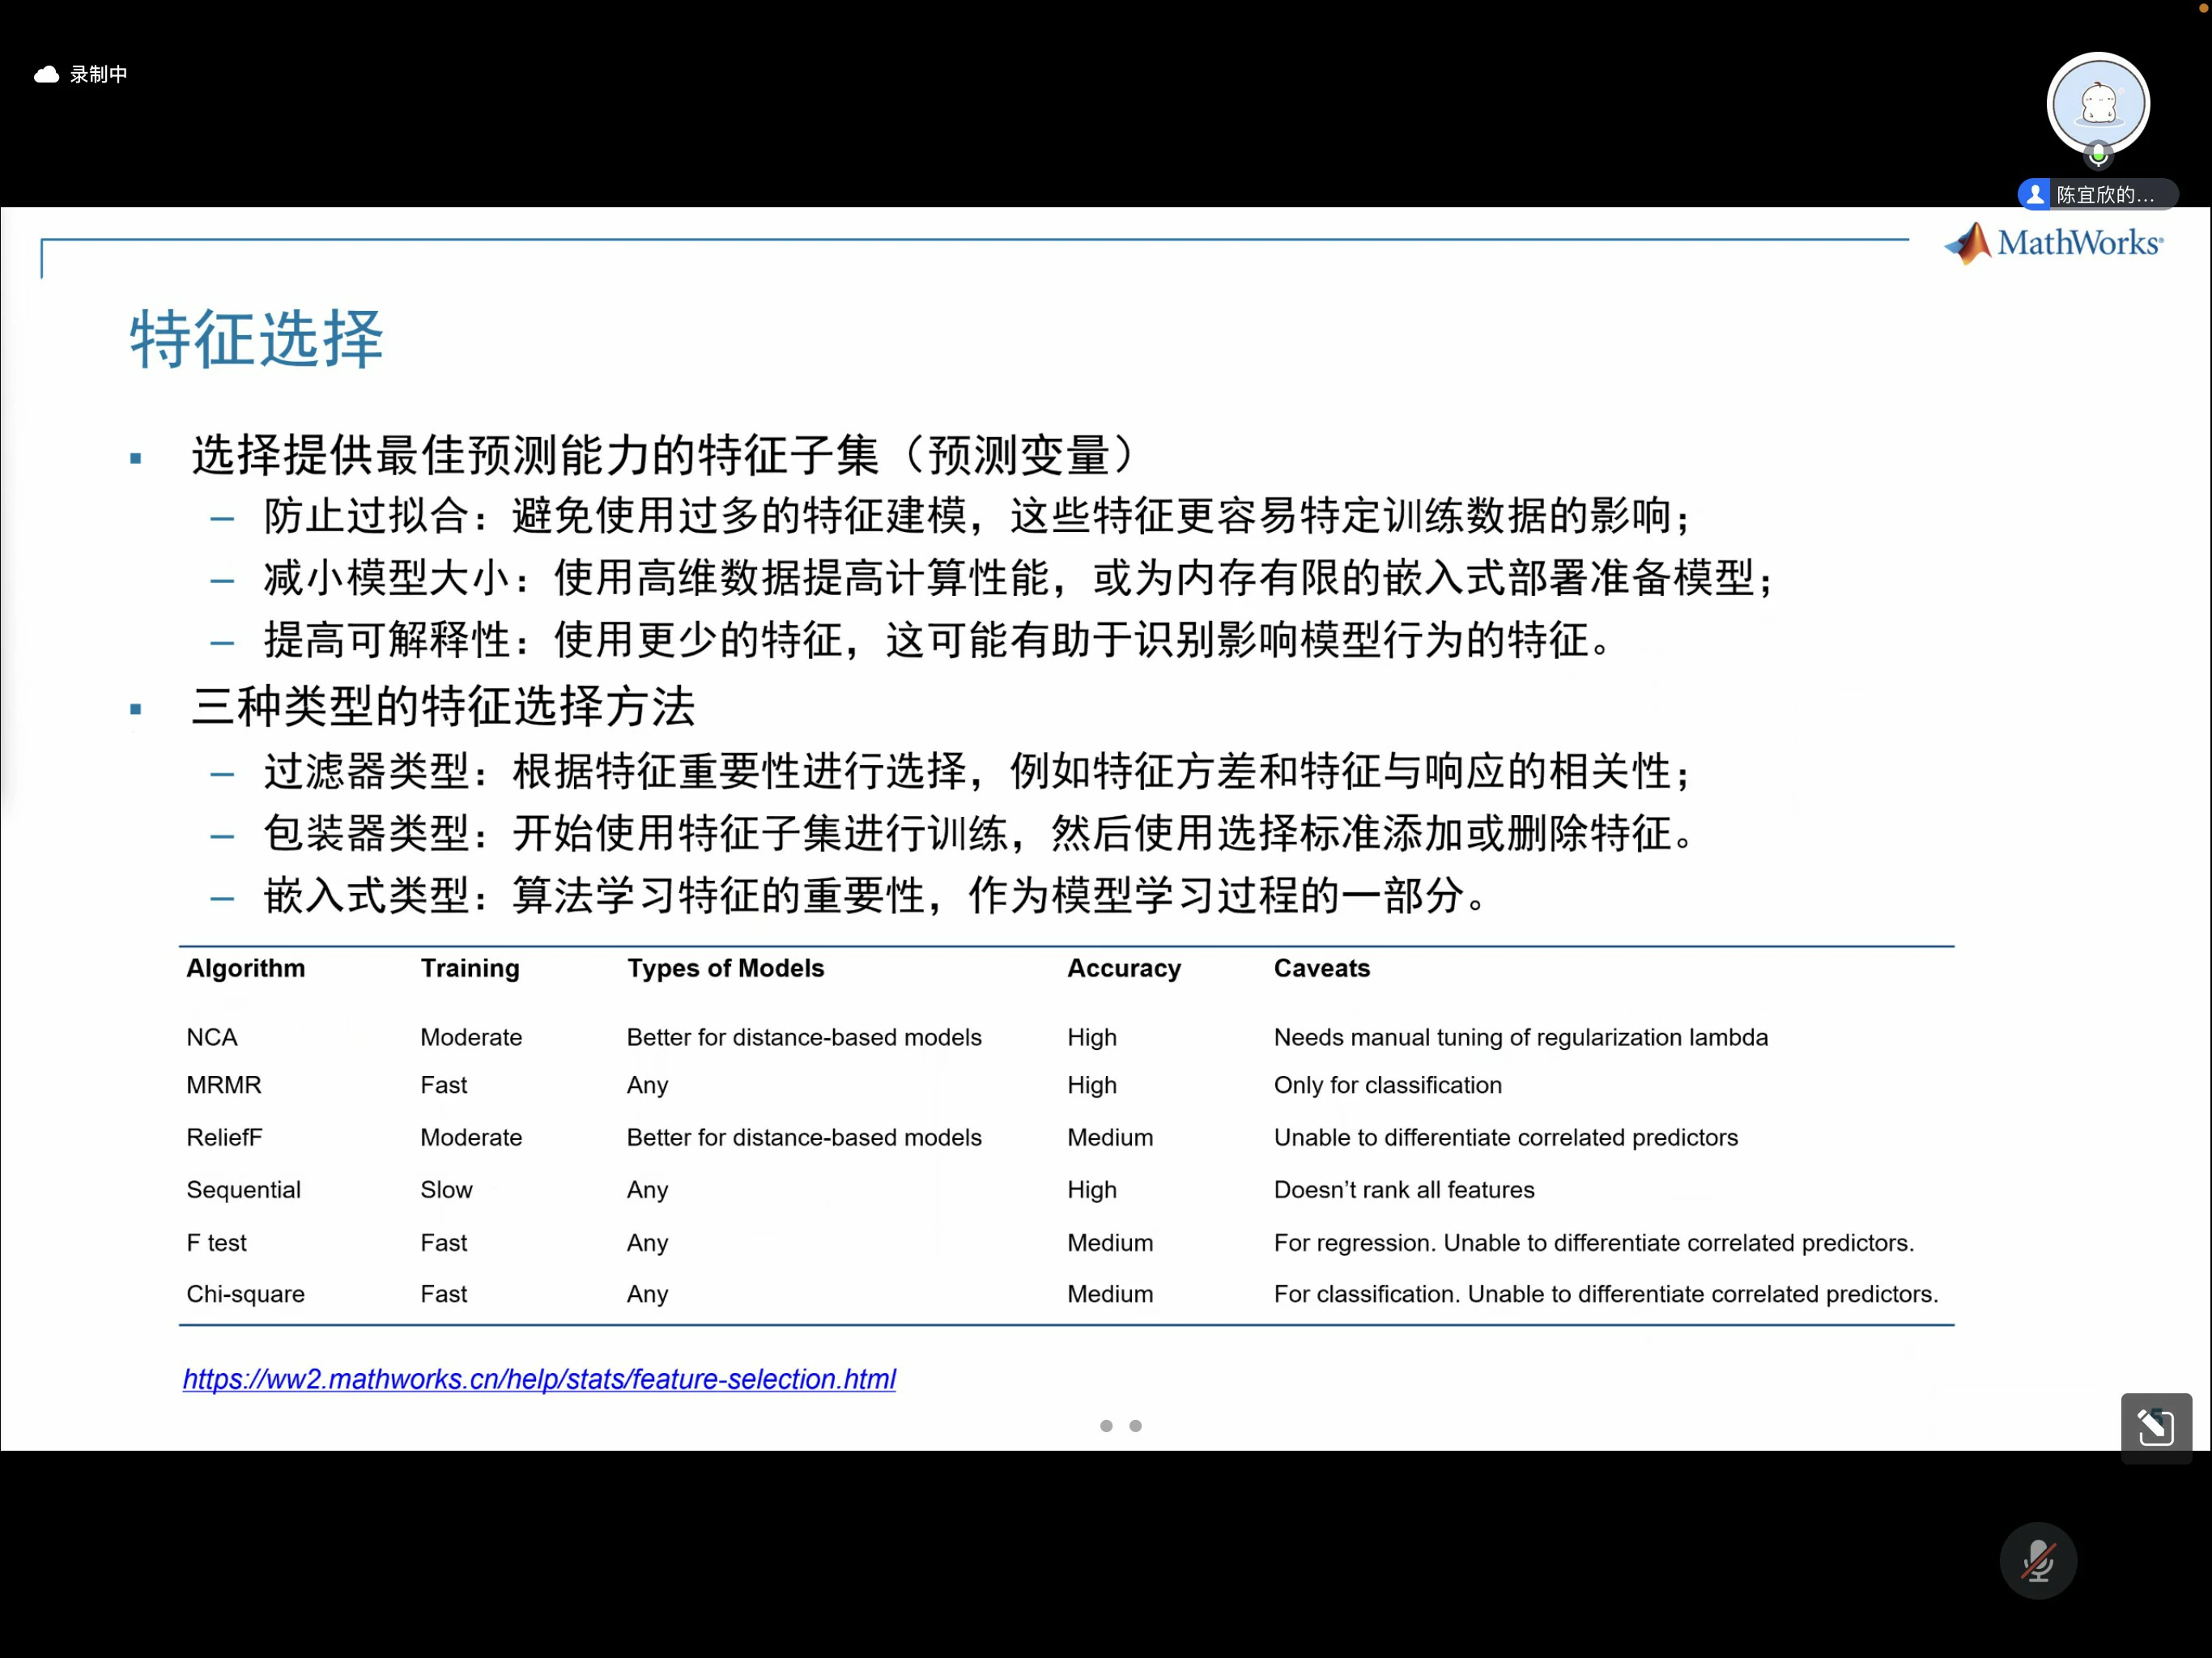 录制中
陈宜欣的...
MathWorks®
特征选择
▪ 选择提供最佳预测能力的特征子集（预测变量）
– 防止过拟合：避免使用过多的特征建模，这些特征更容易特定训练数据的影响；
– 减小模型大小：使用高维数据提高计算性能，或为内存有限的嵌入式部署准备模型；
– 提高可解释性：使用更少的特征，这可能有助于识别影响模型行为的特征。
▪ 三种类型的特征选择方法
– 过滤器类型：根据特征重要性进行选择，例如特征方差和特征与响应的相关性；
– 包装器类型：开始使用特征子集进行训练，然后使用选择标准添加或删除特征。
– 嵌入式类型：算法学习特征的重要性，作为模型学习过程的一部分。
Algorithm Training Types of Models Accuracy Caveats
NCA Moderate Better for distance-based models High Needs manual tuning of regularization lambda
MRMR Fast Any High Only for classification
ReliefF Moderate Better for distance-based models Medium Unable to differentiate correlated predictors
Sequential Slow Any High Doesn’t rank all features
F test Fast Any Medium For regression. Unable to differentiate correlated predictors.
Chi-square Fast Any Medium For classification. Unable to differentiate correlated predictors.
https://ww2.mathworks.cn/help/stats/feature-selection.html